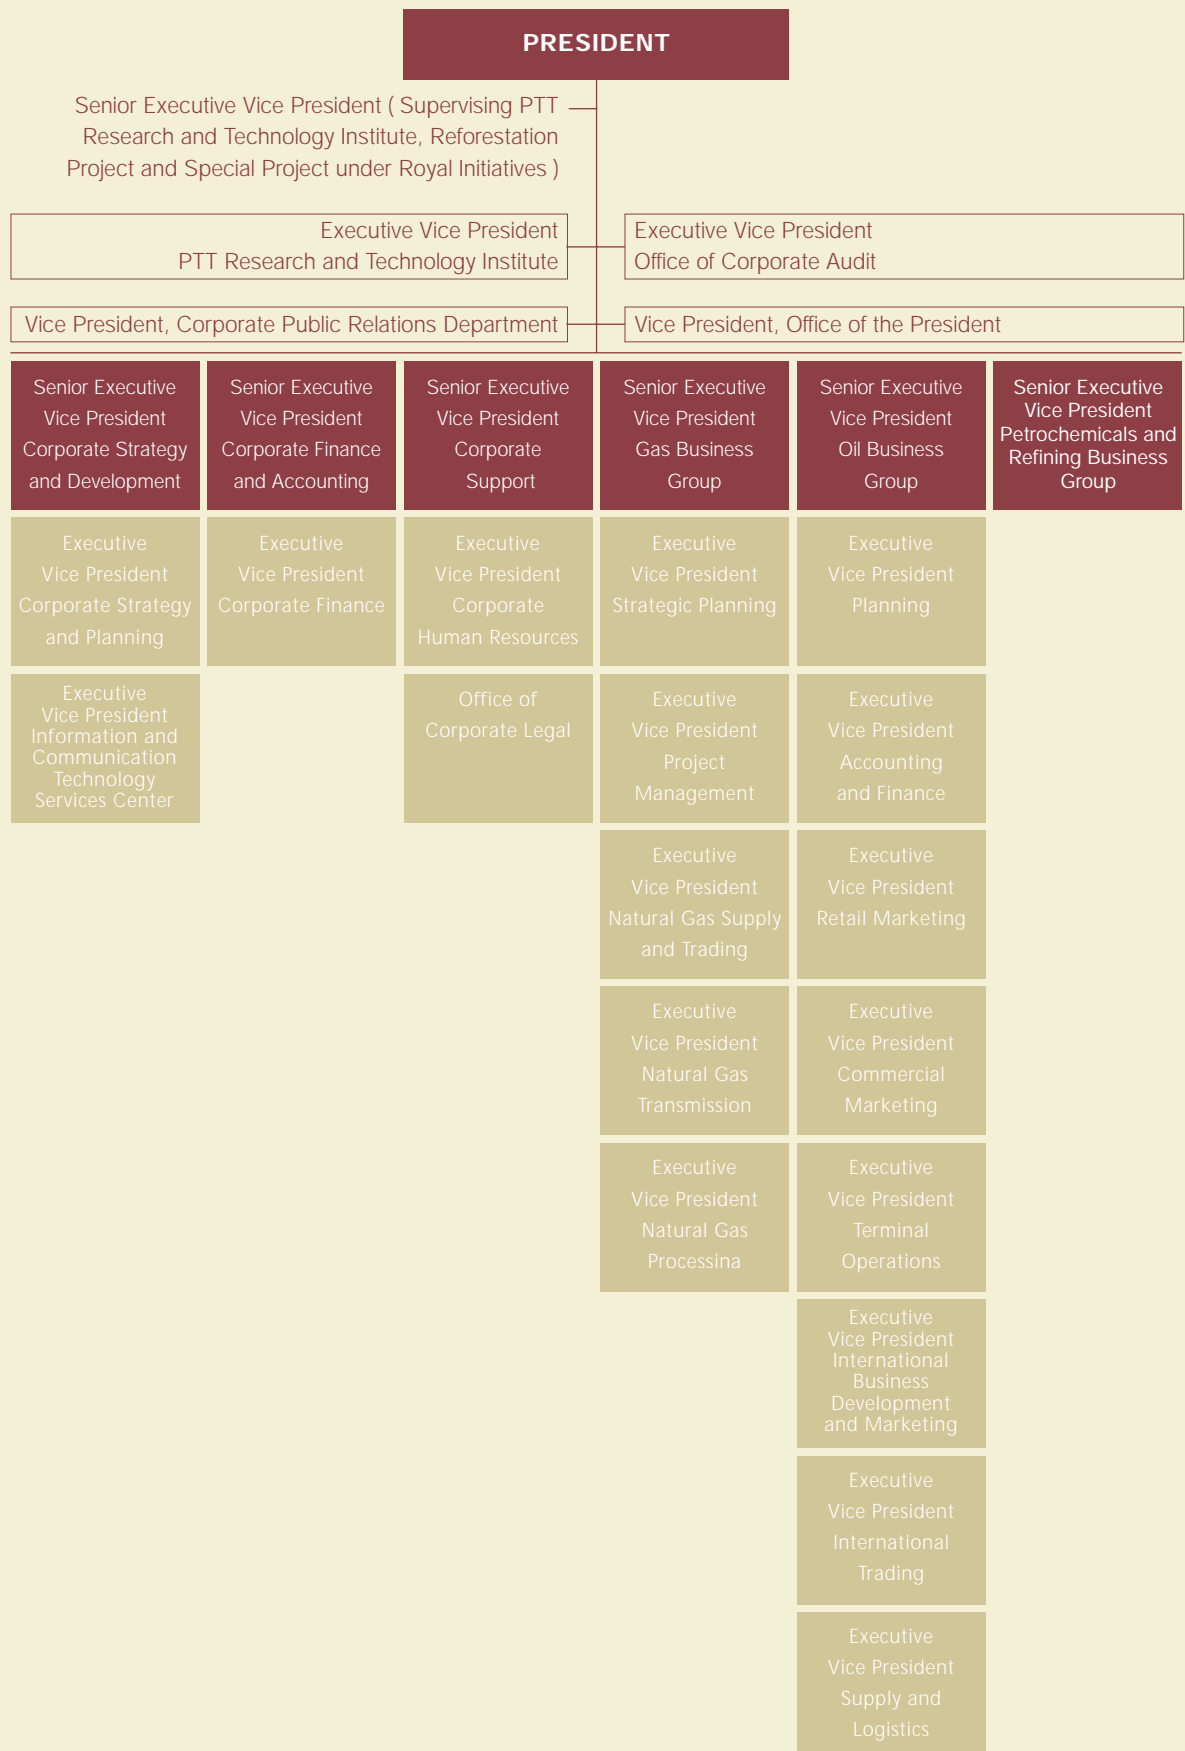 PRESIDENT
Senior Executive Vice President ( Supervising PTT
Research and Technology Institute, Reforestation
Project and Special Project under Royal Initiatives )
Executive Vice President
PTT Research and Technology Institute
Executive Vice President
Office of Corporate Audit
Vice President, Corporate Public Relations Department
Vice President, Office of the President
Senior Executive
Vice President
Corporate Strategy
and Development
Senior Executive
Vice President
Corporate Finance
and Accounting
Senior Executive
Vice President
Corporate
Support
Senior Executive
Vice President
Gas Business
Group
Senior Executive
Vice President
Oil Business
Group
Senior Executive
Vice President
Petrochemicals and
Refining Business
Group
Executive
Vice President
Corporate Strategy
and Planning
Executive
Vice President
Corporate Finance
Executive
Vice President
Corporate
Human Resources
Executive
Vice President
Strategic Planning
Executive
Vice President
Planning
Executive
Vice President
Information and
Communication
Technology
Services Center
Office of
Corporate Legal
Executive
Vice President
Project
Management
Executive
Vice President
Accounting
and Finance
Executive
Vice President
Natural Gas Supply
and Trading
Executive
Vice President
Retail Marketing
Executive
Vice President
Natural Gas
Transmission
Executive
Vice President
Commercial
Marketing
Executive
Vice President
Natural Gas
Processina
Executive
Vice President
Terminal
Operations
Executive
Vice President
International
Business
Development
and Marketing
Executive
Vice President
International
Trading
Executive
Vice President
Supply and
Logistics